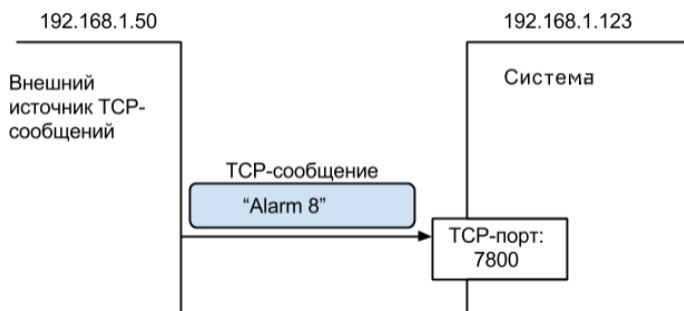 192.168.1.50
192.168.1.123
Внешний
источник TCP-
сообщений
Система
TCP-сообщение
“Alarm 8”
TCP-порт:
7800